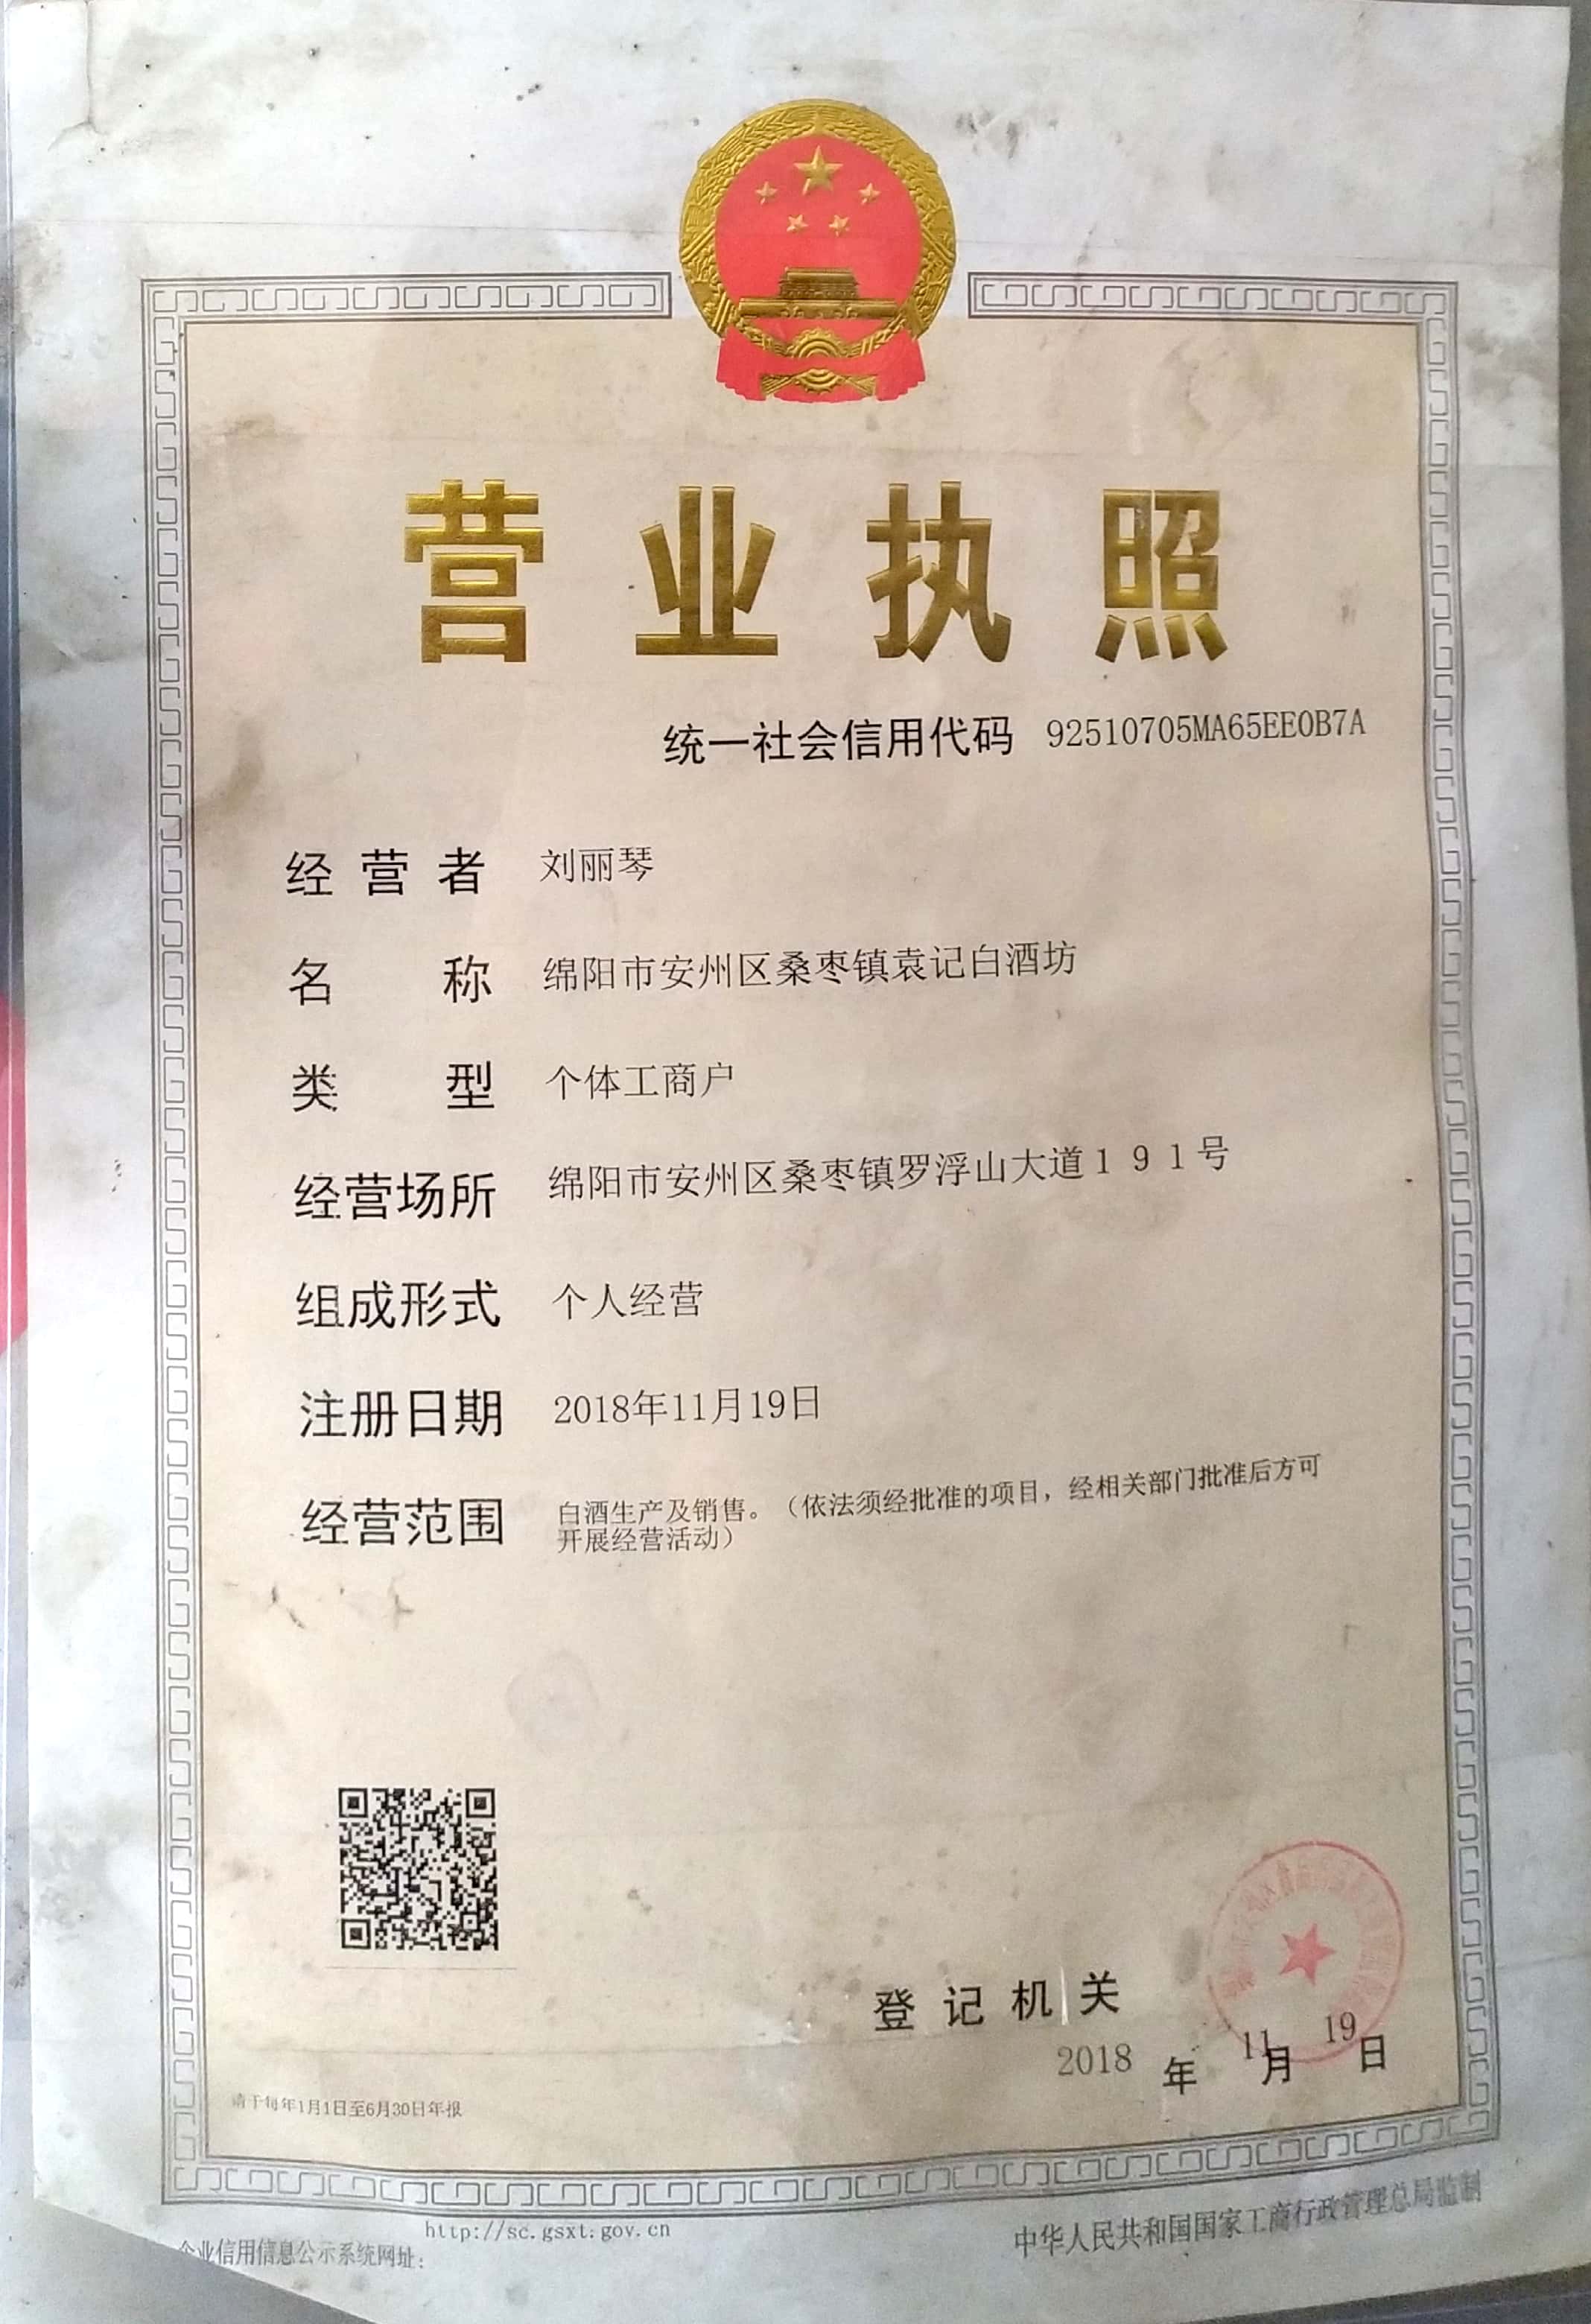 营业执照
统一社会信用代码 92510705MA65EE0B7A
经营者 刘丽琴
名称 绵阳市安州区桑枣镇袁记白酒坊
类型 个体工商户
经营场所 绵阳市安州区桑枣镇罗浮山大道191号
组成形式 个人经营
注册日期 2018年11月19日
经营范围 白酒生产及销售。（依法须经批准的项目，经相关部门批准后方可
开展经营活动）
登记机关
2018年11月19日
请于每年1月1日至6月30日年报
http://sc.gsxt.gov.cn
企业信用信息公示系统网址：
中华人民共和国国家工商行政管理总局监制